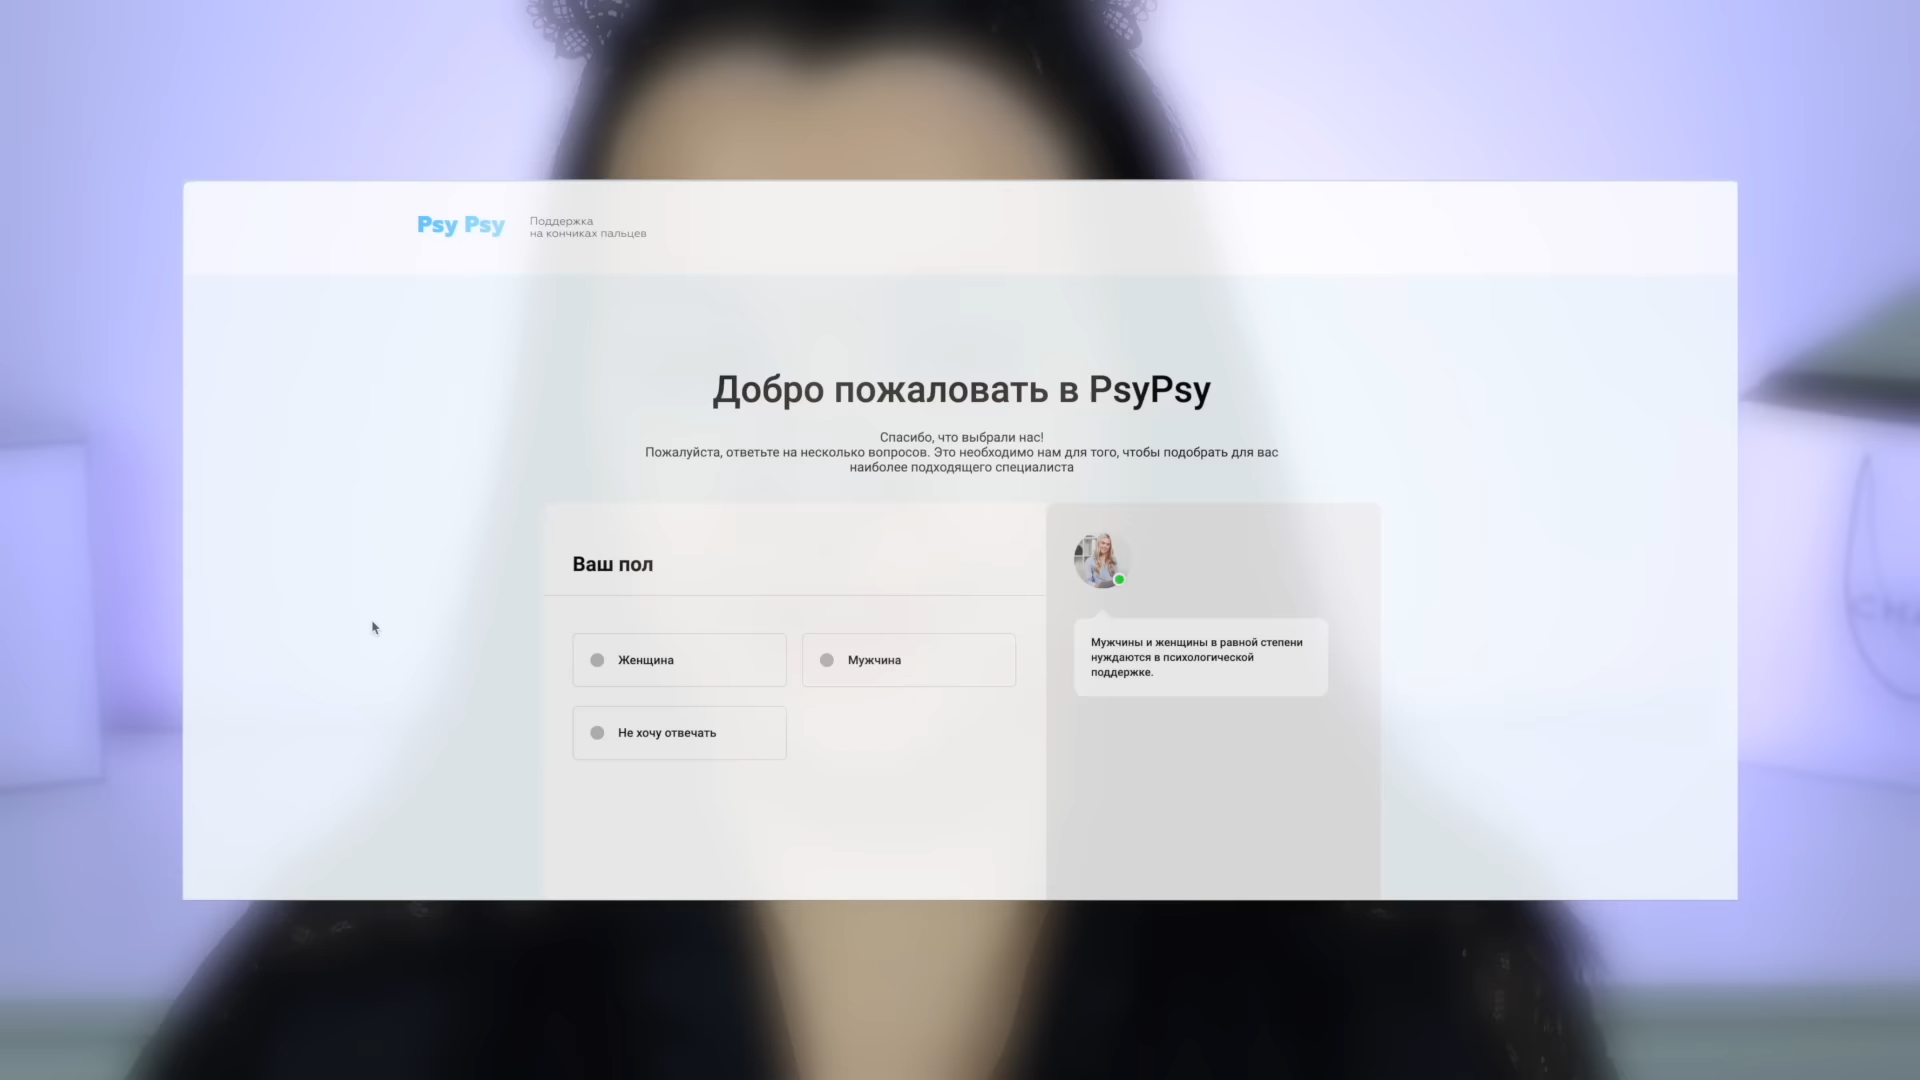 Psy Psy
Поддержка
на кончиках пальцев
Добро пожаловать в PsyPsy
Спасибо, что выбрали нас!
Пожалуйста, ответьте на несколько вопросов. Это необходимо нам для того, чтобы подобрать для вас
наиболее подходящего специалиста
Ваш пол
Женщина
Мужчина
Не хочу отвечать
Мужчины и женщины в равной степени
нуждаются в психологической
поддержке.